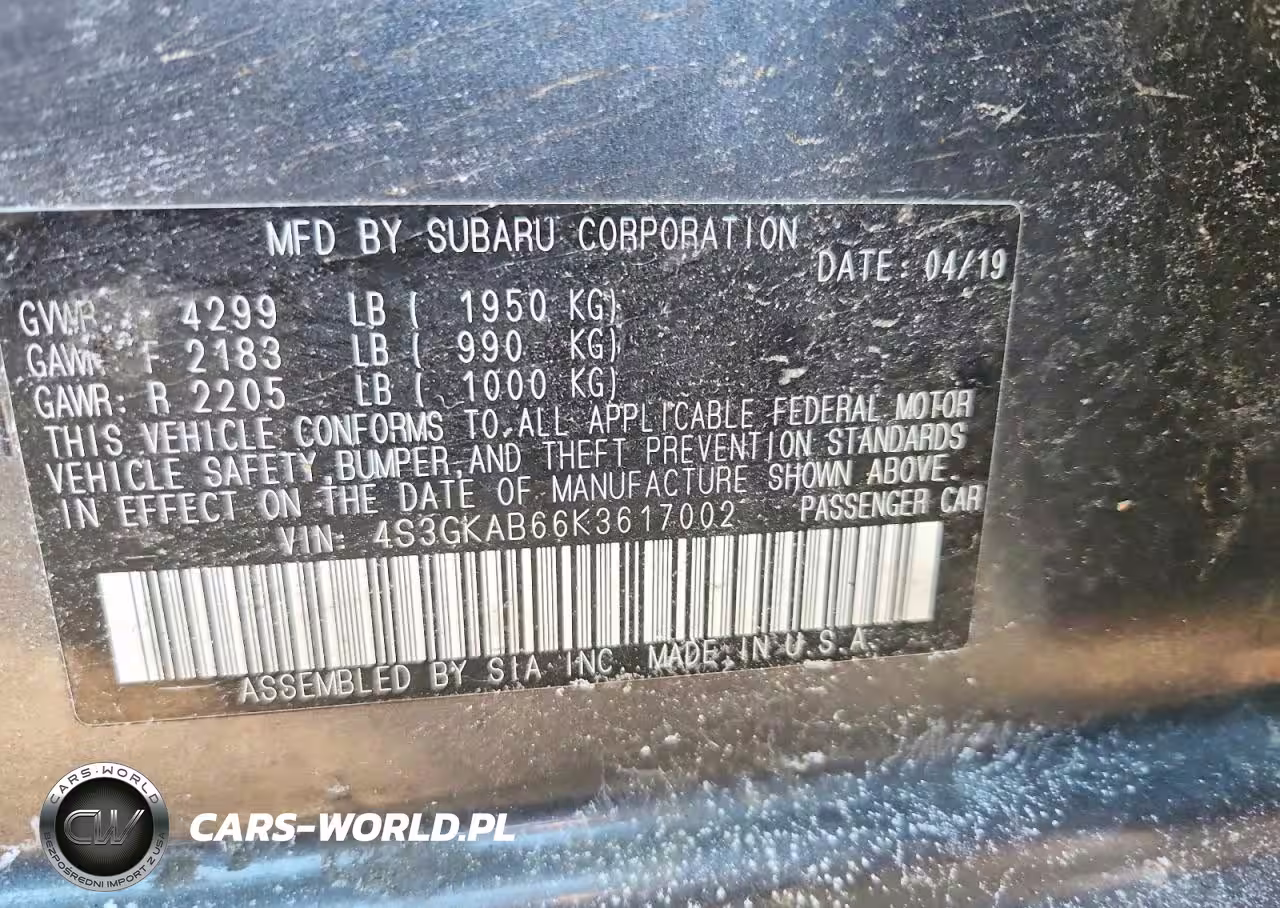 MFD BY SUBARU CORPORATION
DATE: 04/19
GVWR: 4299 LB ( 1950 KG)
GAWR: F 2183 LB ( 990 KG)
GAWR: R 2205 LB ( 1000 KG)
THIS VEHICLE CONFORMS TO ALL APPLICABLE FEDERAL MOTOR
VEHICLE SAFETY, BUMPER, AND THEFT PREVENTION STANDARDS
IN EFFECT ON THE DATE OF MANUFACTURE SHOWN ABOVE.
VIN: 4S3GKAB66K3617002 PASSENGER CAR
ASSEMBLED BY SIA INC. MADE IN U.S.A.
CARS-WORLD
CW
BEZPOŚREDNI IMPORT Z USA
CARS-WORLD.PL